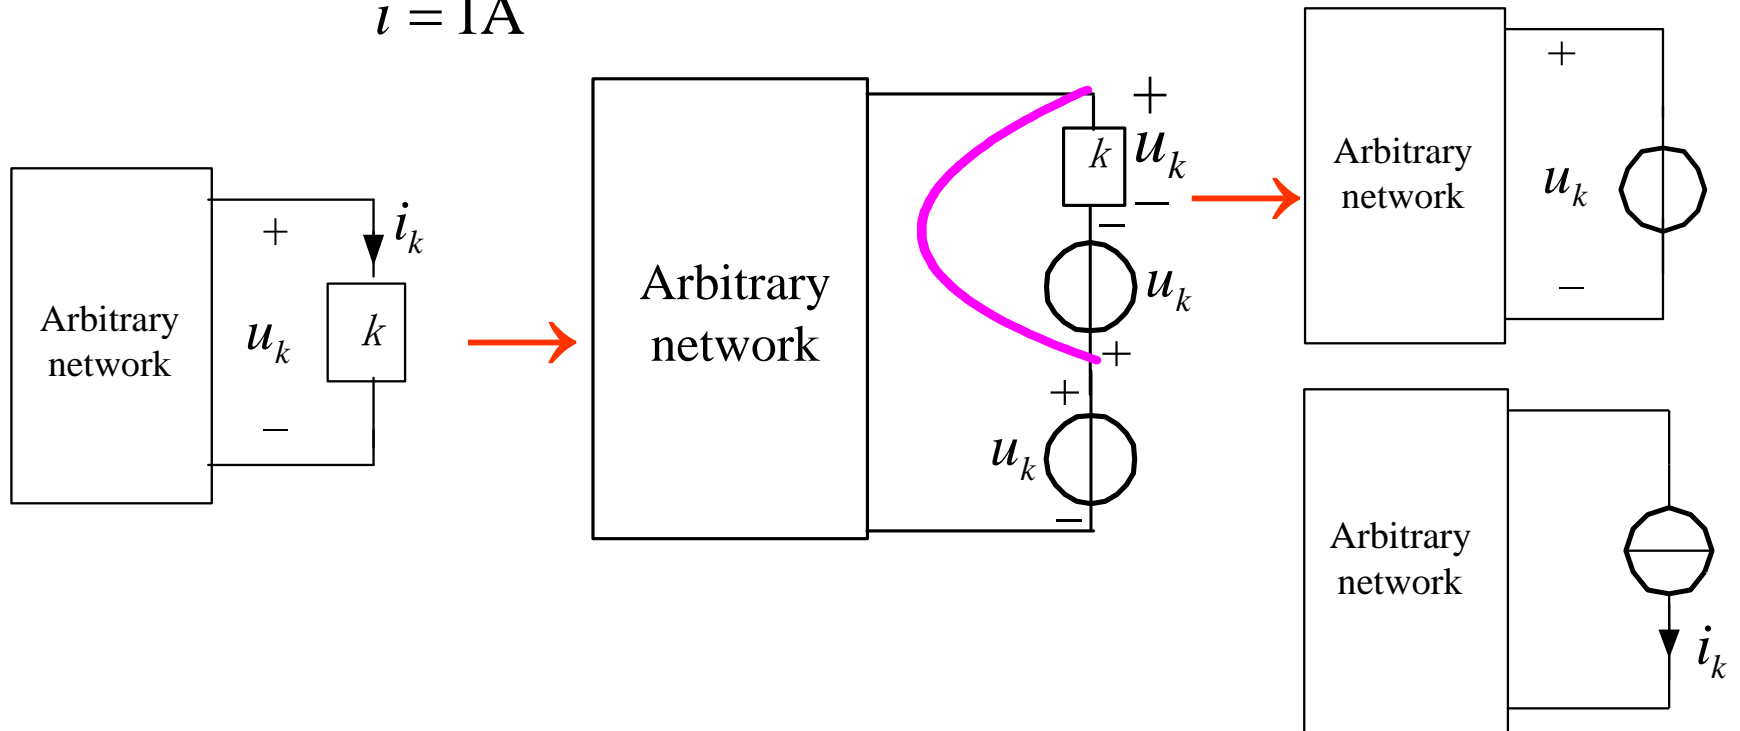 i = 1A
Arbitrary
network
+
u_k
−
i_k
k
Arbitrary
network
+
k
u_k
−
−
u_k
+
+
u_k
−
Arbitrary
network
+
u_k
−
Arbitrary
network
i_k